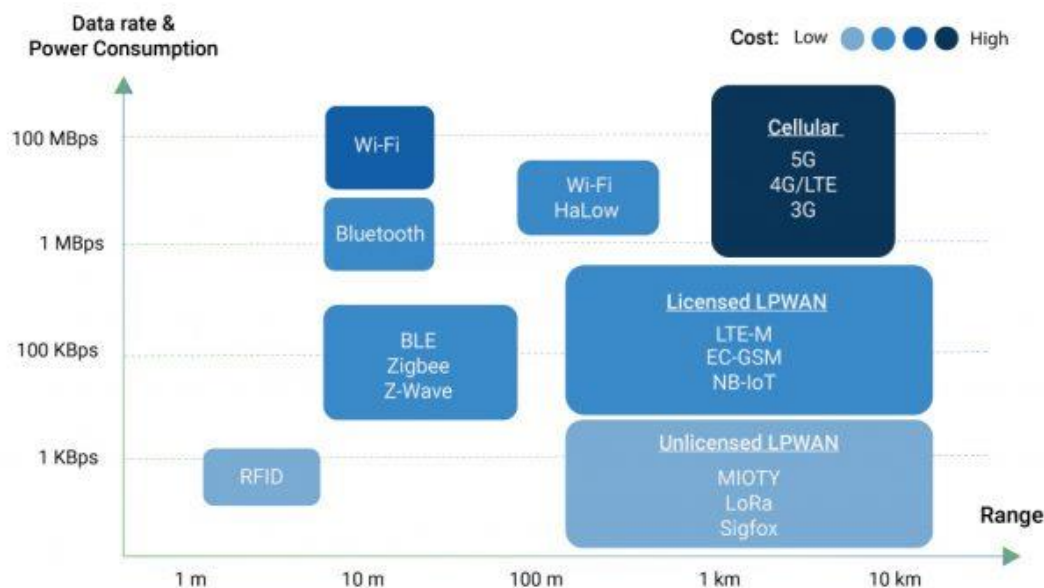 Data rate &
Power Consumption
Cost: Low High
100 MBps
Wi-Fi
Cellular
5G
4G/LTE
3G
Wi-Fi
HaLow
Bluetooth
1 MBps
Licensed LPWAN
LTE-M
EC-GSM
NB-IoT
BLE
Zigbee
Z-Wave
100 KBps
Unlicensed LPWAN
MIOTY
LoRa
Sigfox
1 KBps
RFID
Range
1 m 10 m 100 m 1 km 10 km